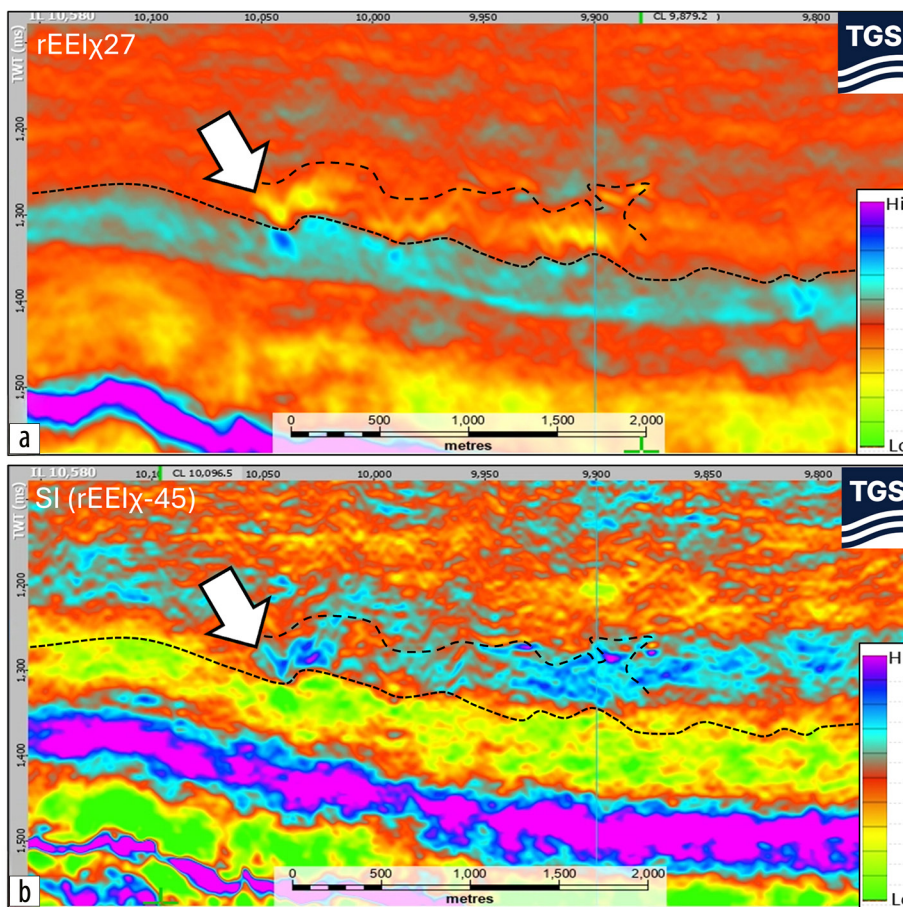 IL 10,580 10,100 10,050 10,000 9,950 9,900 CL 9,879.2 9,800
rEEIχ27
TGS
TWT (ms)
1,200
1,300
Hi
1,400
1,500
0 500 1,000 1,500 2,000
metres
a
Lo
IL 10,580 10,1 CL 10,096.5 10,050 10,000 9,950 9,900 9,850 9,800
SI (rEEIχ-45)
TGS
TWT (ms)
1,200
1,300
H
1,400
1,500
0 500 1,000 1,500 2,000
metres
b
Lo